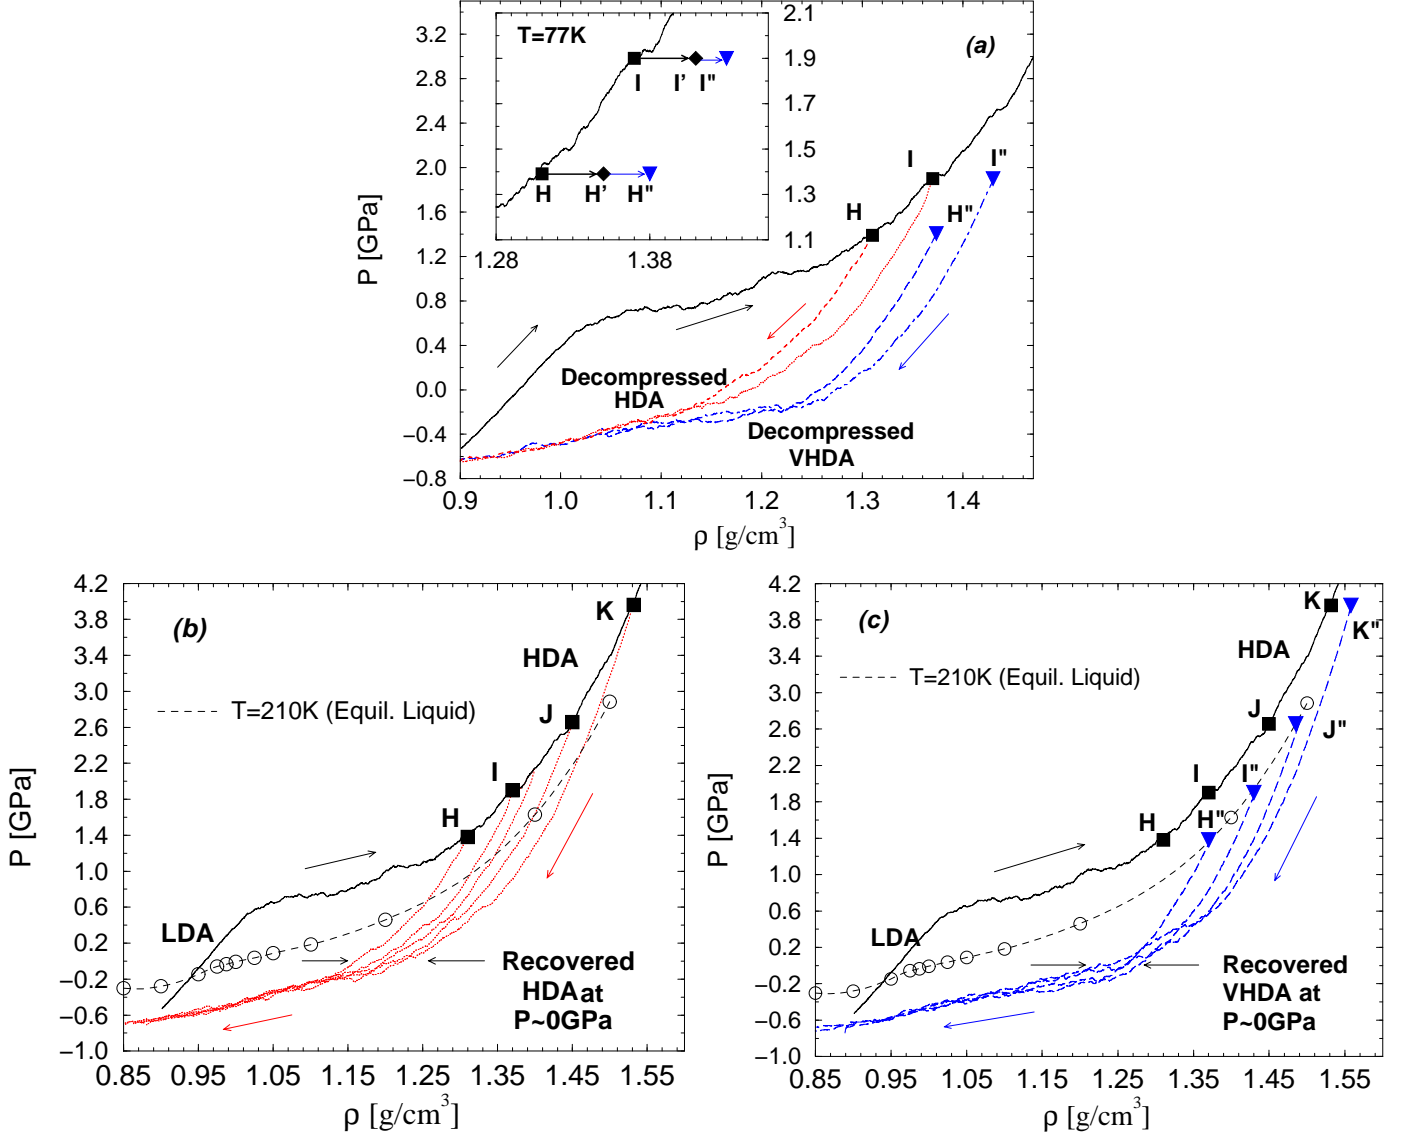 T=77K
(a)
2.1
1.9
1.7
1.5
1.3
1.1
1.28
1.38
I
I'
I"
H
H'
H"
3.2
2.8
2.4
2.0
1.6
1.2
0.8
0.4
0.0
−0.4
−0.8
P [GPa]
I
I"
H
H"
Decompressed
HDA
Decompressed
VHDA
0.9
1.0
1.1
1.2
1.3
1.4
ρ [g/cm³]
(b)
4.2
3.8
3.4
3.0
2.6
2.2
1.8
1.4
1.0
0.6
0.2
−0.2
−0.6
−1.0
P [GPa]
K
HDA
J
T=210K (Equil. Liquid)
I
H
LDA
Recovered
HDA at
P~0GPa
0.85
0.95
1.05
1.15
1.25
1.35
1.45
1.55
ρ [g/cm³]
(c)
4.2
3.8
3.4
3.0
2.6
2.2
1.8
1.4
1.0
0.6
0.2
−0.2
−0.6
−1.0
P [GPa]
K
K"
HDA
T=210K (Equil. Liquid)
J
J"
I
I"
H
H"
LDA
Recovered
VHDA at
P~0GPa
0.85
0.95
1.05
1.15
1.25
1.35
1.45
1.55
ρ [g/cm³]